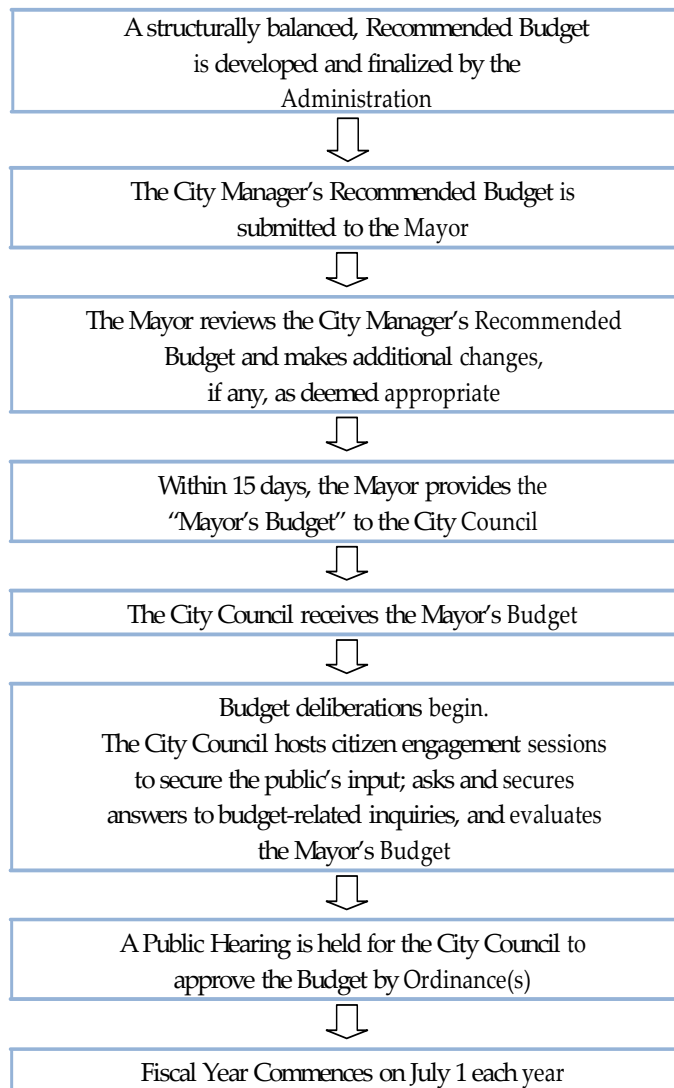 A structurally balanced, Recommended Budget
is developed and finalized by the
Administration
The City Manager's Recommended Budget is
submitted to the Mayor
The Mayor reviews the City Manager's Recommended
Budget and makes additional changes,
if any, as deemed appropriate
Within 15 days, the Mayor provides the
"Mayor's Budget" to the City Council
The City Council receives the Mayor's Budget
Budget deliberations begin.
The City Council hosts citizen engagement sessions
to secure the public's input; asks and secures
answers to budget-related inquiries, and evaluates
the Mayor's Budget
A Public Hearing is held for the City Council to
approve the Budget by Ordinance(s)
Fiscal Year Commences on July 1 each year